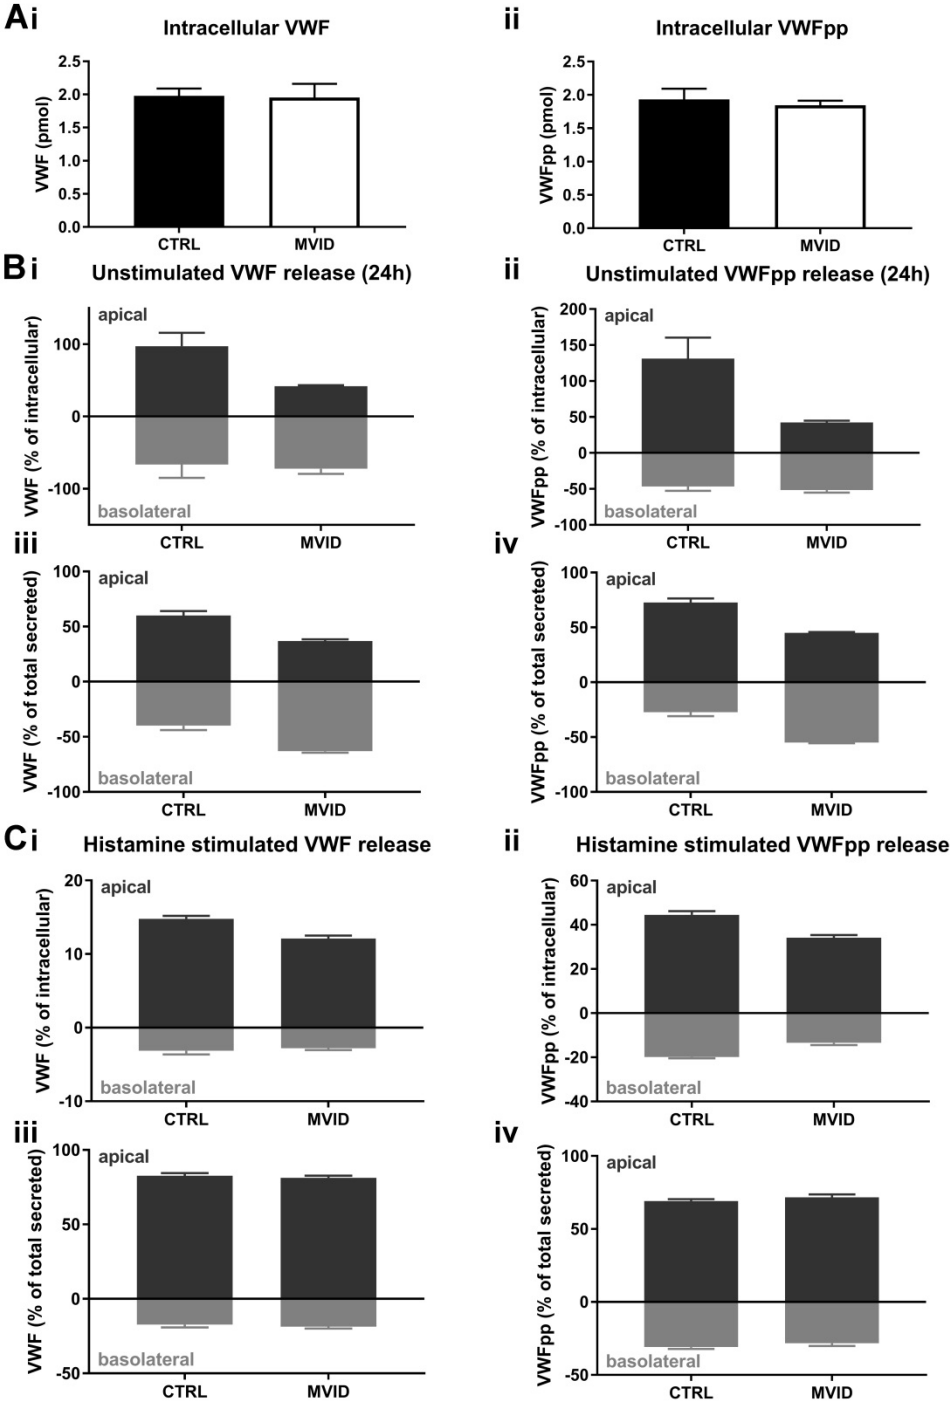 A i
Intracellular VWF
VWF (pmol)
2.5
2.0
1.5
1.0
0.5
0.0
CTRL
MVID
ii
Intracellular VWFpp
VWFpp (pmol)
2.5
2.0
1.5
1.0
0.5
0.0
CTRL
MVID
B i
Unstimulated VWF release (24h)
VWF (% of intracellular)
apical
100
0
-100
basolateral
CTRL
MVID
ii
Unstimulated VWFpp release (24h)
VWFpp (% of intracellular)
200
apical
150
100
50
0
-50
basolateral
-100
CTRL
MVID
iii
VWF (% of total secreted)
100
apical
50
0
-50
basolateral
-100
CTRL
MVID
iv
VWFpp (% of total secreted)
100
apical
50
0
-50
basolateral
-100
CTRL
MVID
C i
Histamine stimulated VWF release
VWF (% of intracellular)
20
apical
10
0
basolateral
-10
CTRL
MVID
ii
Histamine stimulated VWFpp release
VWFpp (% of intracellular)
60
apical
40
20
0
-20
basolateral
-40
CTRL
MVID
iii
VWF (% of total secreted)
100
apical
50
0
basolateral
-50
CTRL
MVID
iv
VWFpp (% of total secreted)
100
apical
50
0
basolateral
-50
CTRL
MVID